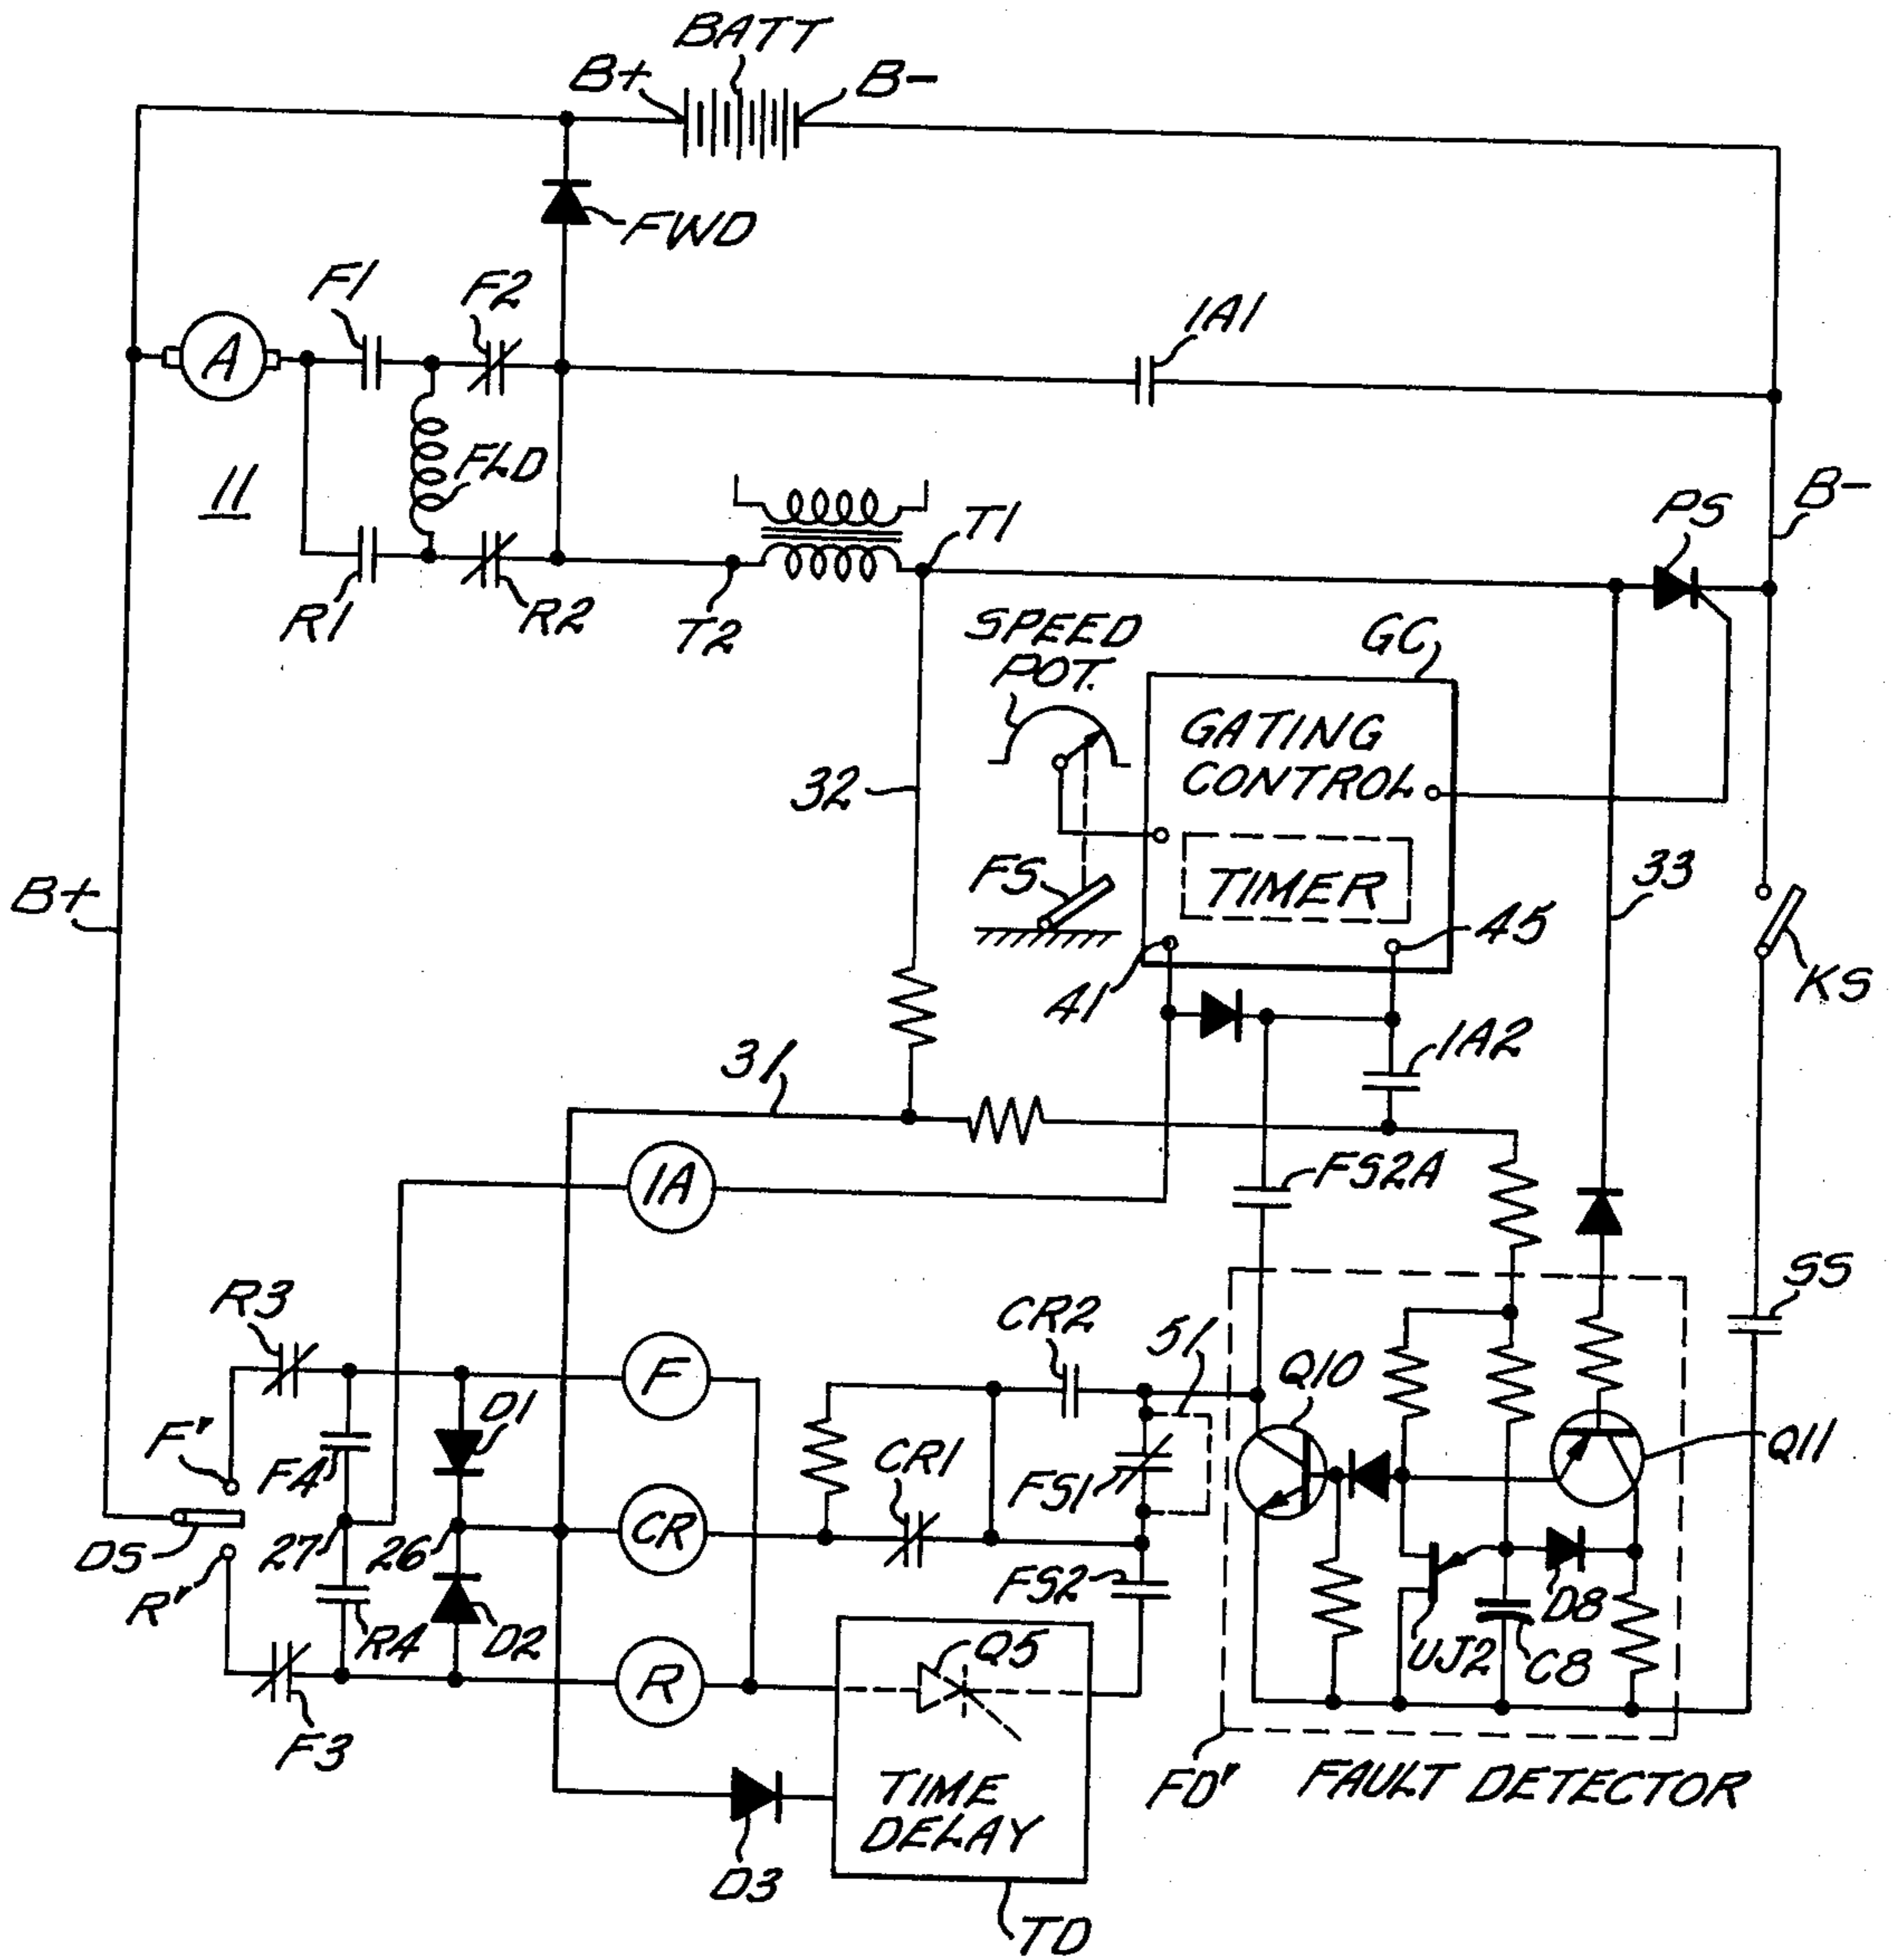 BATT
B+
B-
FWD
F1
F2
1A1
A
11
FLD
T1
PS
B-
R1
R2
T2
SPEED
POT.
GC
GATING
CONTROL
32
FS
TIMER
33
B+
45
KS
41
1A2
31
1A
FS2A
SS
R3
CR2
51
F
Q10
F'
F4
D1
CR1
FS1
Q11
DS
27
26
CR
R'
FS2
R4
D2
UJ2
D8
C8
Q5
R
F3
FD'
FAULT DETECTOR
TIME
DELAY
D3
TD